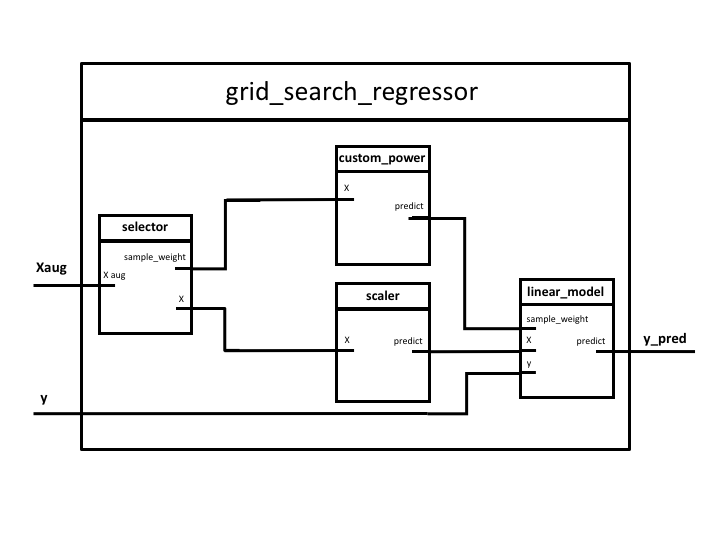 grid_search_regressor
custom_power
X
predict
selector
sample_weight
Xaug
X aug
X
scaler
X
predict
linear_model
sample_weight
X
predict
y
y_pred
y